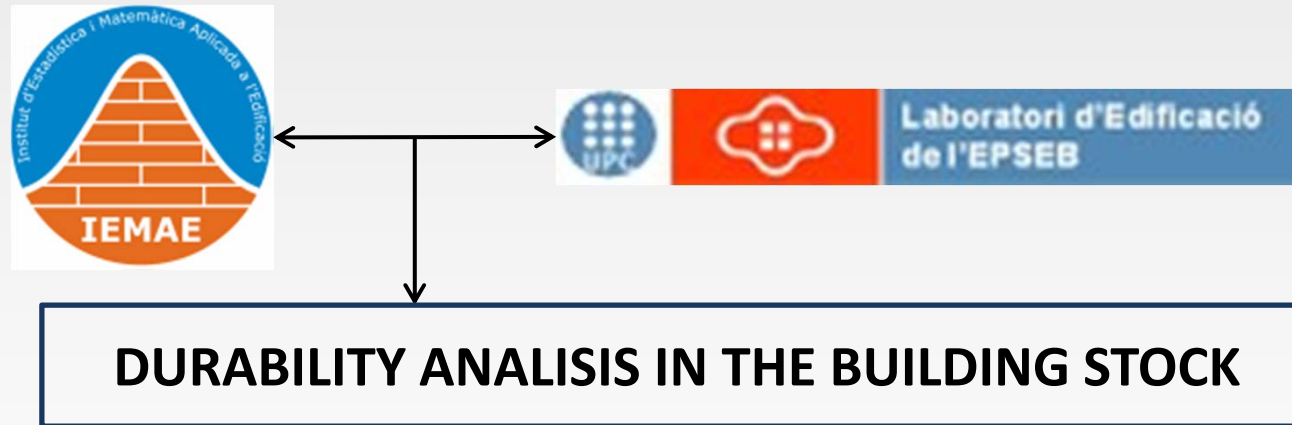 Institut d'Estadística i Matemàtica Aplicada a l'Edificació
IEMAE
UPC
Laboratori d'Edificació
de l'EPSEB
DURABILITY ANALISIS IN THE BUILDING STOCK